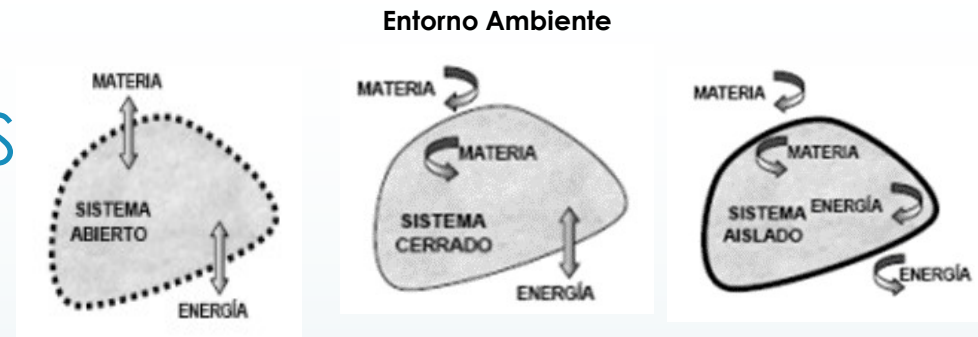 Entorno Ambiente
MATERIA
SISTEMA
ABIERTO
ENERGÍA
MATERIA
MATERIA
SISTEMA
CERRADO
ENERGÍA
MATERIA
MATERIA
SISTEMA ENERGÍA
AISLADO
ENERGÍA